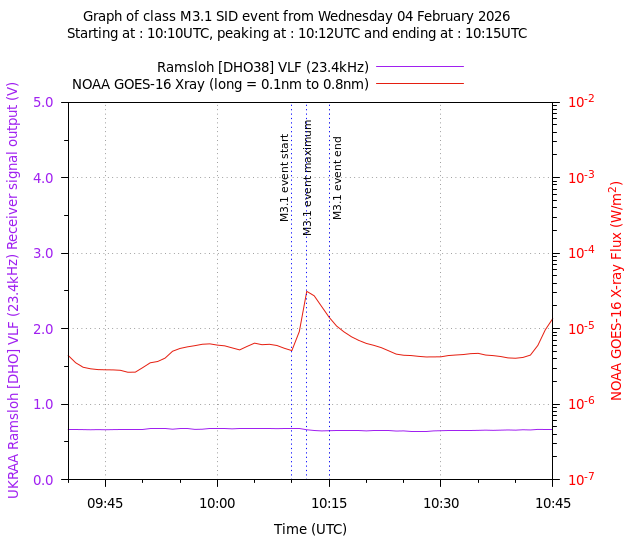 Graph of class M3.1 SID event from Wednesday 04 February 2026
Starting at : 10:10UTC, peaking at : 10:12UTC and ending at : 10:15UTC
Ramsloh [DHO38] VLF (23.4kHz)
NOAA GOES-16 Xray (long = 0.1nm to 0.8nm)
UKRAA Ramsloh [DHO] VLF (23.4kHz) Receiver signal output (V)
5.0
4.0
3.0
2.0
1.0
0.0
M3.1 event start
M3.1 event maximum
M3.1 event end
10-2
10-3
10-4
10-5
10-6
10-7
NOAA GOES-16 X-ray Flux (W/m2)
09:45 10:00 10:15 10:30 10:45
Time (UTC)